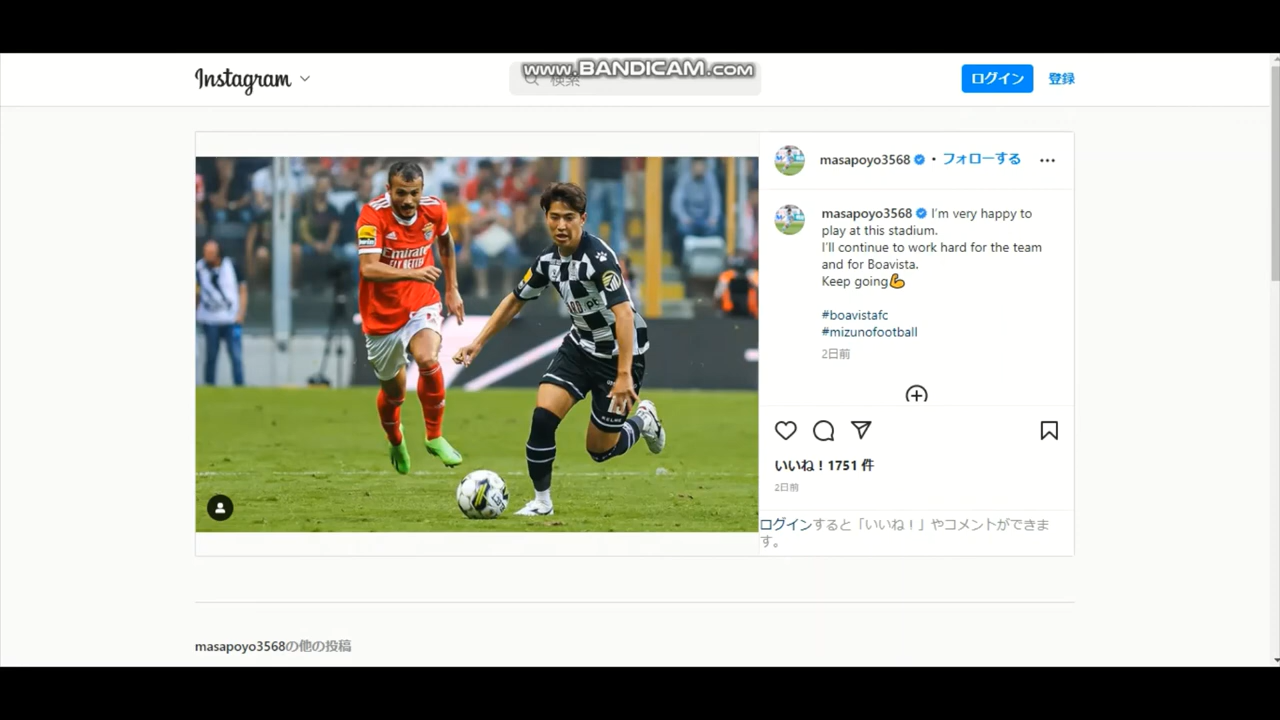 www.BANDICAM.com
Instagram
検索
ログイン
登録
masapoyo3568 • フォローする
masapoyo3568 I'm very happy to
play at this stadium.
I'll continue to work hard for the team
and for Boavista.
Keep going💪
#boavistafc
#mizunofootball
2日前
いいね！1751 件
2日前
ログインすると「いいね！」やコメントができま
す。
Emirates
masapoyo3568の他の投稿